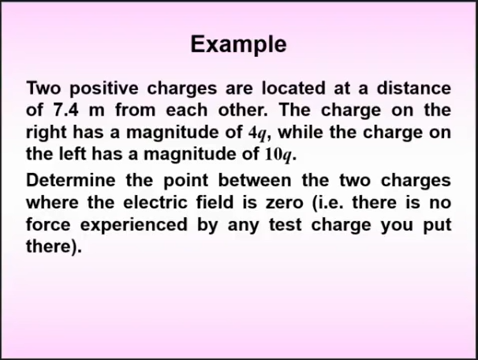 Example
Two positive charges are located at a distance
of 7.4 m from each other. The charge on the
right has a magnitude of 4q, while the charge on
the left has a magnitude of 10q.
Determine the point between the two charges
where the electric field is zero (i.e. there is no
force experienced by any test charge you put
there).